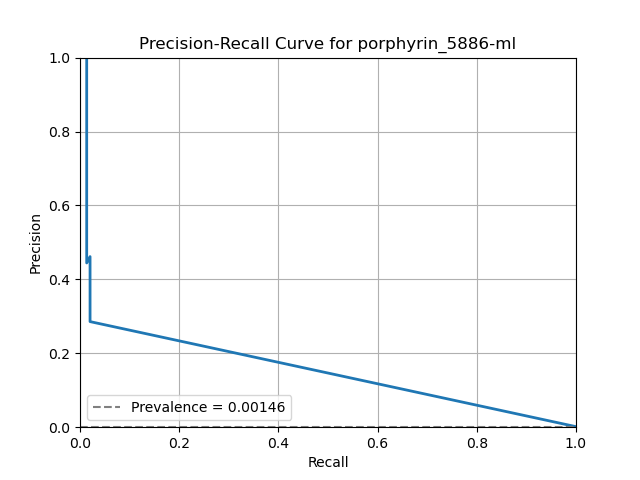 Precision-Recall Curve for porphyrin_5886-ml
1.0
0.8
0.6
0.4
0.2
0.0
Precision
Prevalence = 0.00146
0.0 0.2 0.4 0.6 0.8 1.0
Recall